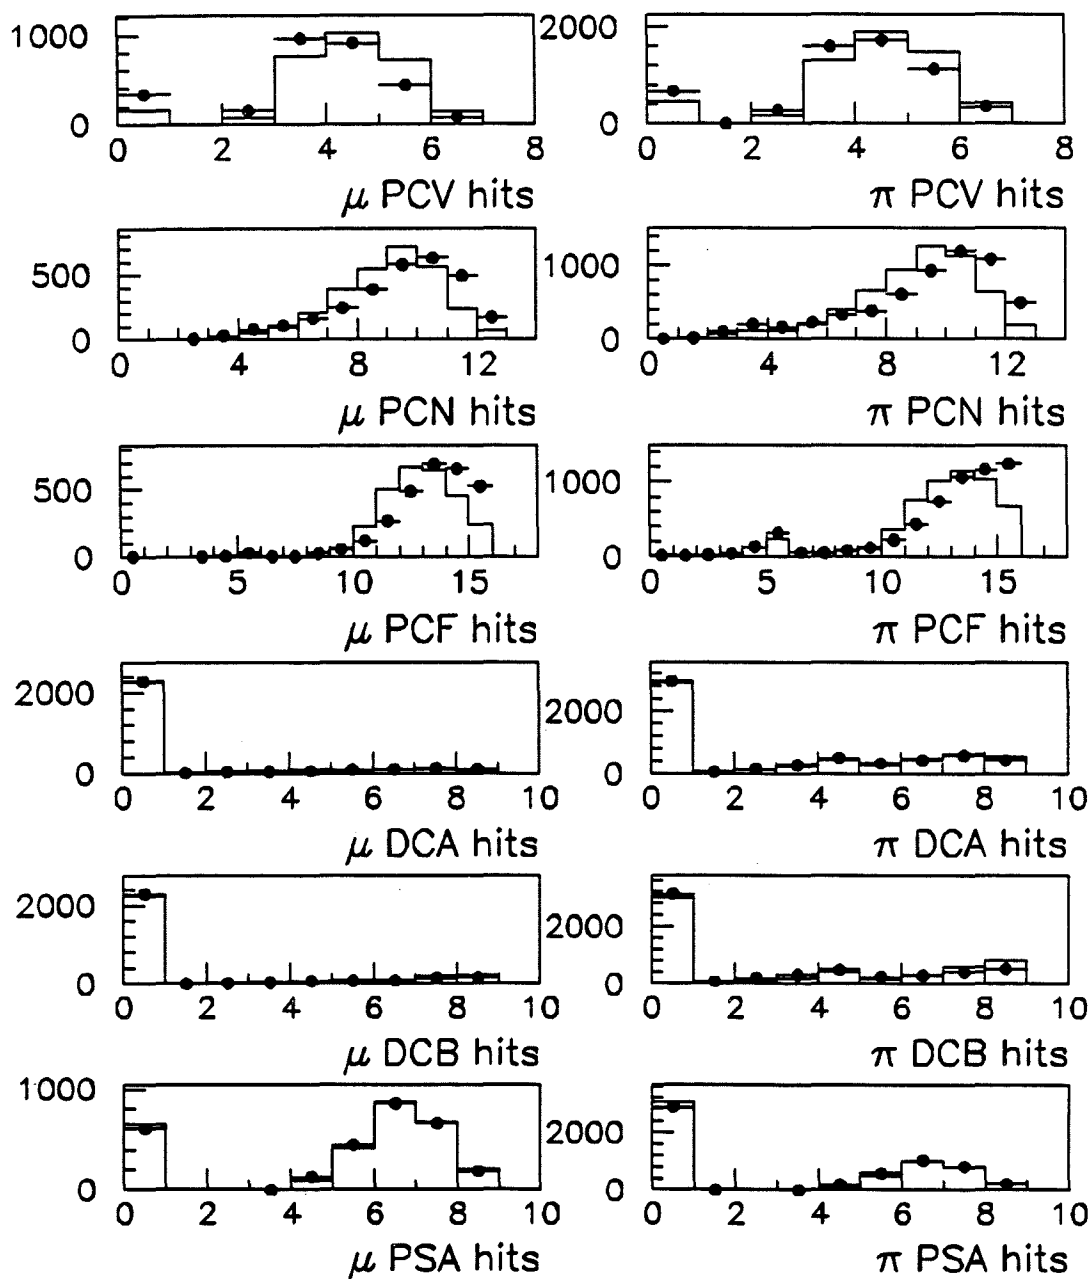 1000
0
0 2 4 6 8
μ PCV hits
2000
0
0 2 4 6 8
π PCV hits
500
0
0 4 8 12
μ PCN hits
1000
0
0 4 8 12
π PCN hits
500
0
0 5 10 15
μ PCF hits
1000
0
0 5 10 15
π PCF hits
2000
0
0 2 4 6 8 10
μ DCA hits
2000
0
0 2 4 6 8 10
π DCA hits
2000
0
0 2 4 6 8 10
μ DCB hits
2000
0
0 2 4 6 8 10
π DCB hits
1000
0
0 2 4 6 8 10
μ PSA hits
2000
0
0 2 4 6 8 10
π PSA hits